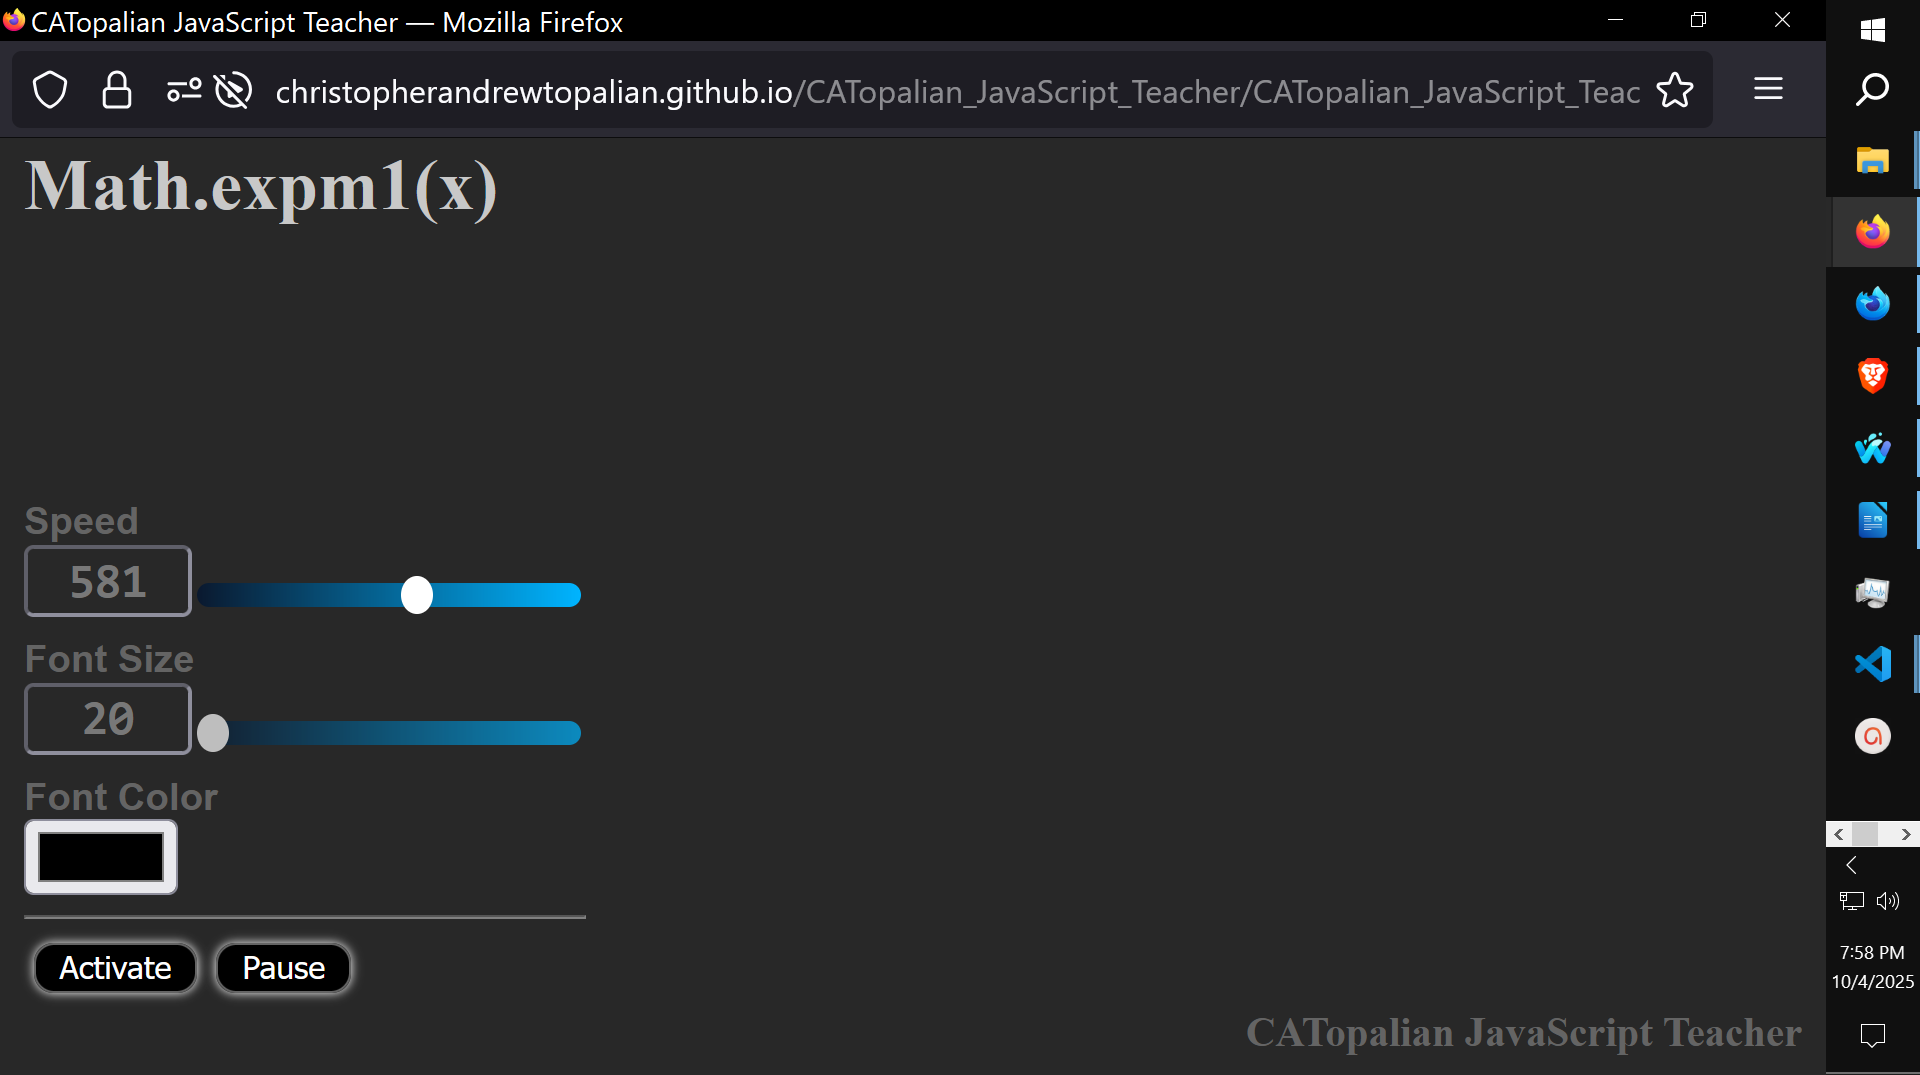 CATopalian JavaScript Teacher — Mozilla Firefox
christopherandrewtopalian.github.io/CATopalian_JavaScript_Teacher/CATopalian_JavaScript_Teac
Math.expm1(x)
Speed
581
Font Size
20
Font Color
Activate Pause
CATopalian JavaScript Teacher
7:58 PM
10/4/2025